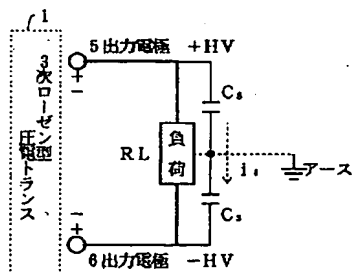 1
5出力電極 +HV
+
−
3次ローゼン型
圧電トランス
Cs
RL
負荷
is
アース
Cs
−
+
6出力電極 −HV